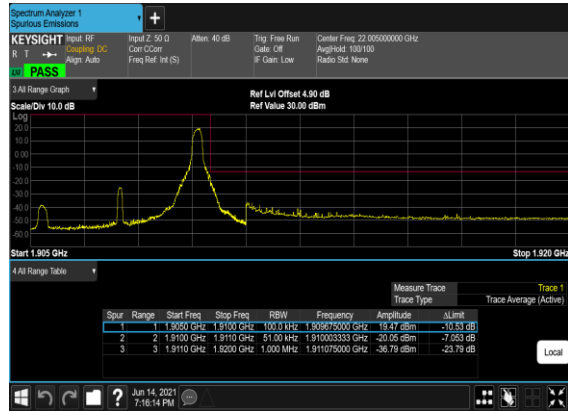 Spectrum Analyzer 1
Spurious Emissions
KEYSIGHT Input: RF Input Z: 50 Ω Atten: 40 dB Trig: Free Run Center Freq: 22.005000000 GHz
R T Coupling: DC Corr CCorr Gate: Off Avg|Hold: 100/100
Align: Auto Freq Ref: Int (S) IF Gain: Low Radio Std: None
PASS
3 All Range Graph
Ref Lvl Offset 4.90 dB
Scale/Div 10.0 dB Ref Value 30.00 dBm
Log
20.0
10.0
0.00
-10.0
-20.0
-30.0
-40.0
-50.0
-60.0
Start 1.905 GHz Stop 1.920 GHz
4 All Range Table
Measure Trace Trace 1
Trace Type Trace Average (Active)
Spur Range Start Freq Stop Freq RBW Frequency Amplitude ΔLimit
1 1 1.9050 GHz 1.9100 GHz 100.0 kHz 1.909675000 GHz 19.47 dBm -10.53 dB
2 2 1.9100 GHz 1.9110 GHz 51.00 kHz 1.910003333 GHz -20.05 dBm -7.053 dB
3 3 1.9110 GHz 1.9200 GHz 1.000 MHz 1.911075000 GHz -36.79 dBm -23.79 dB
Local
Jun 14, 2021
7:16:14 PM